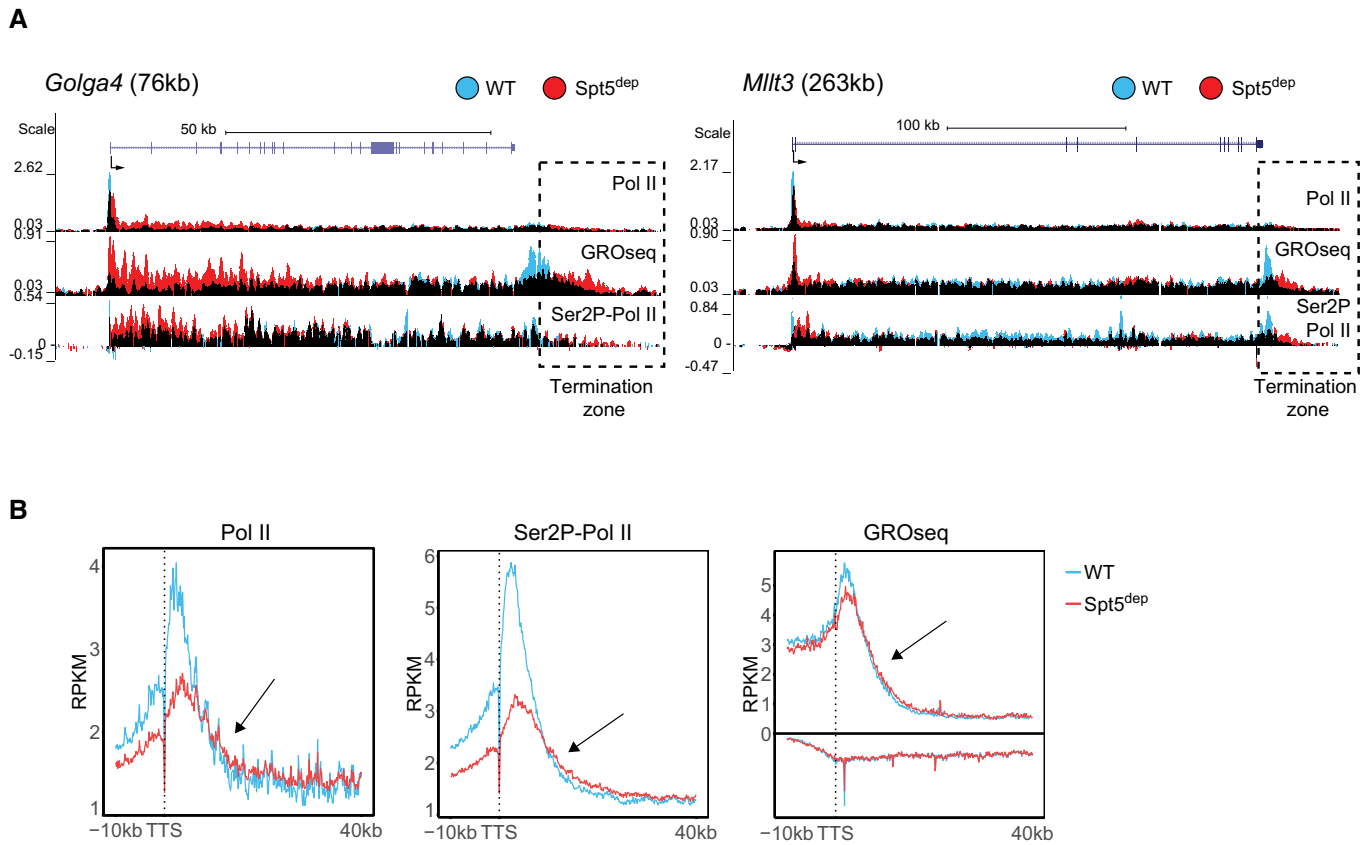 A
Golga4 (76kb)
WT
Spt5dep
Scale
50 kb
2.62
Pol II
0.03
0.91
GROseq
0.03
0.54
Ser2P-Pol II
0
-0.15
Termination
zone
Mllt3 (263kb)
WT
Spt5dep
Scale
100 kb
2.17
Pol II
0.03
0.90
GROseq
0.03
0.84
Ser2P
Pol II
0
-0.47
Termination
zone
B
Pol II
RPKM
4
3
2
1
−10kb TTS
40kb
Ser2P-Pol II
RPKM
6
5
4
3
2
1
−10kb TTS
40kb
GROseq
RPKM
5
4
3
2
1
0
−10kb TTS
40kb
WT
Spt5dep